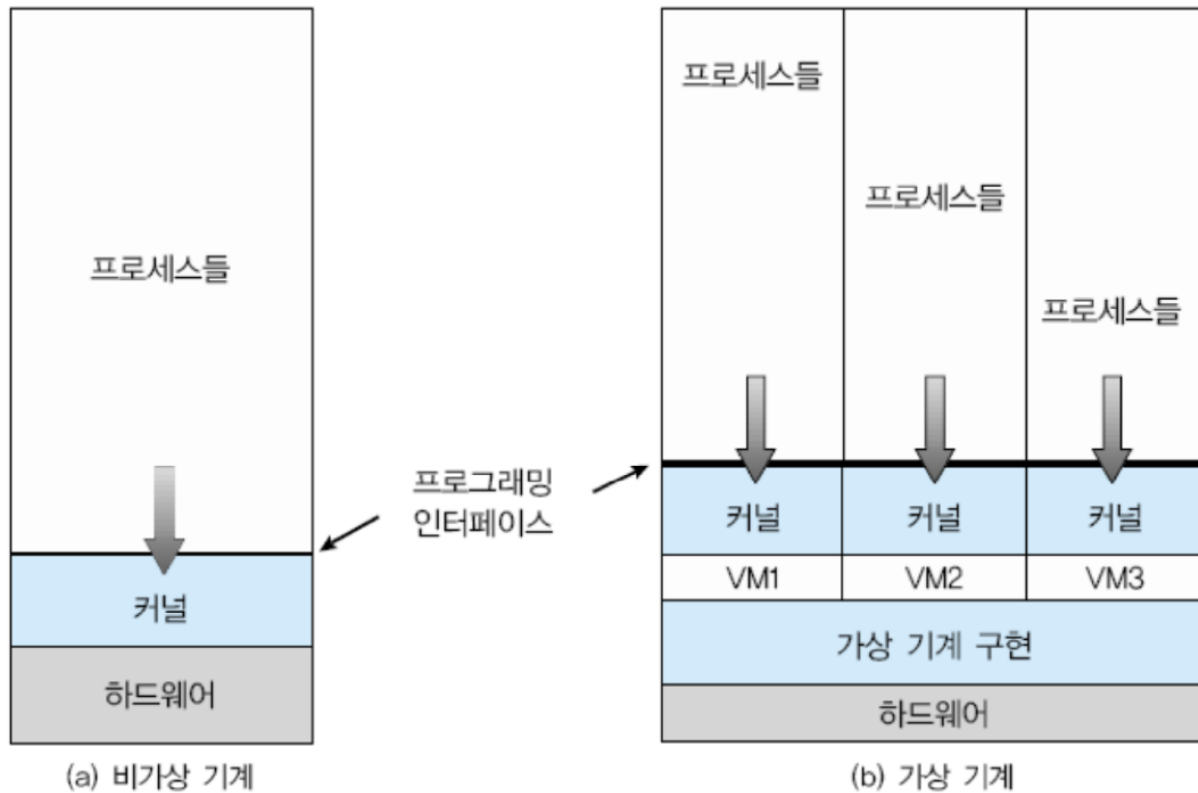 프로세스들
커널
하드웨어
(a) 비가상 기계
프로그래밍
인터페이스
프로세스들
프로세스들
프로세스들
커널
커널
커널
VM1
VM2
VM3
가상 기계 구현
하드웨어
(b) 가상 기계